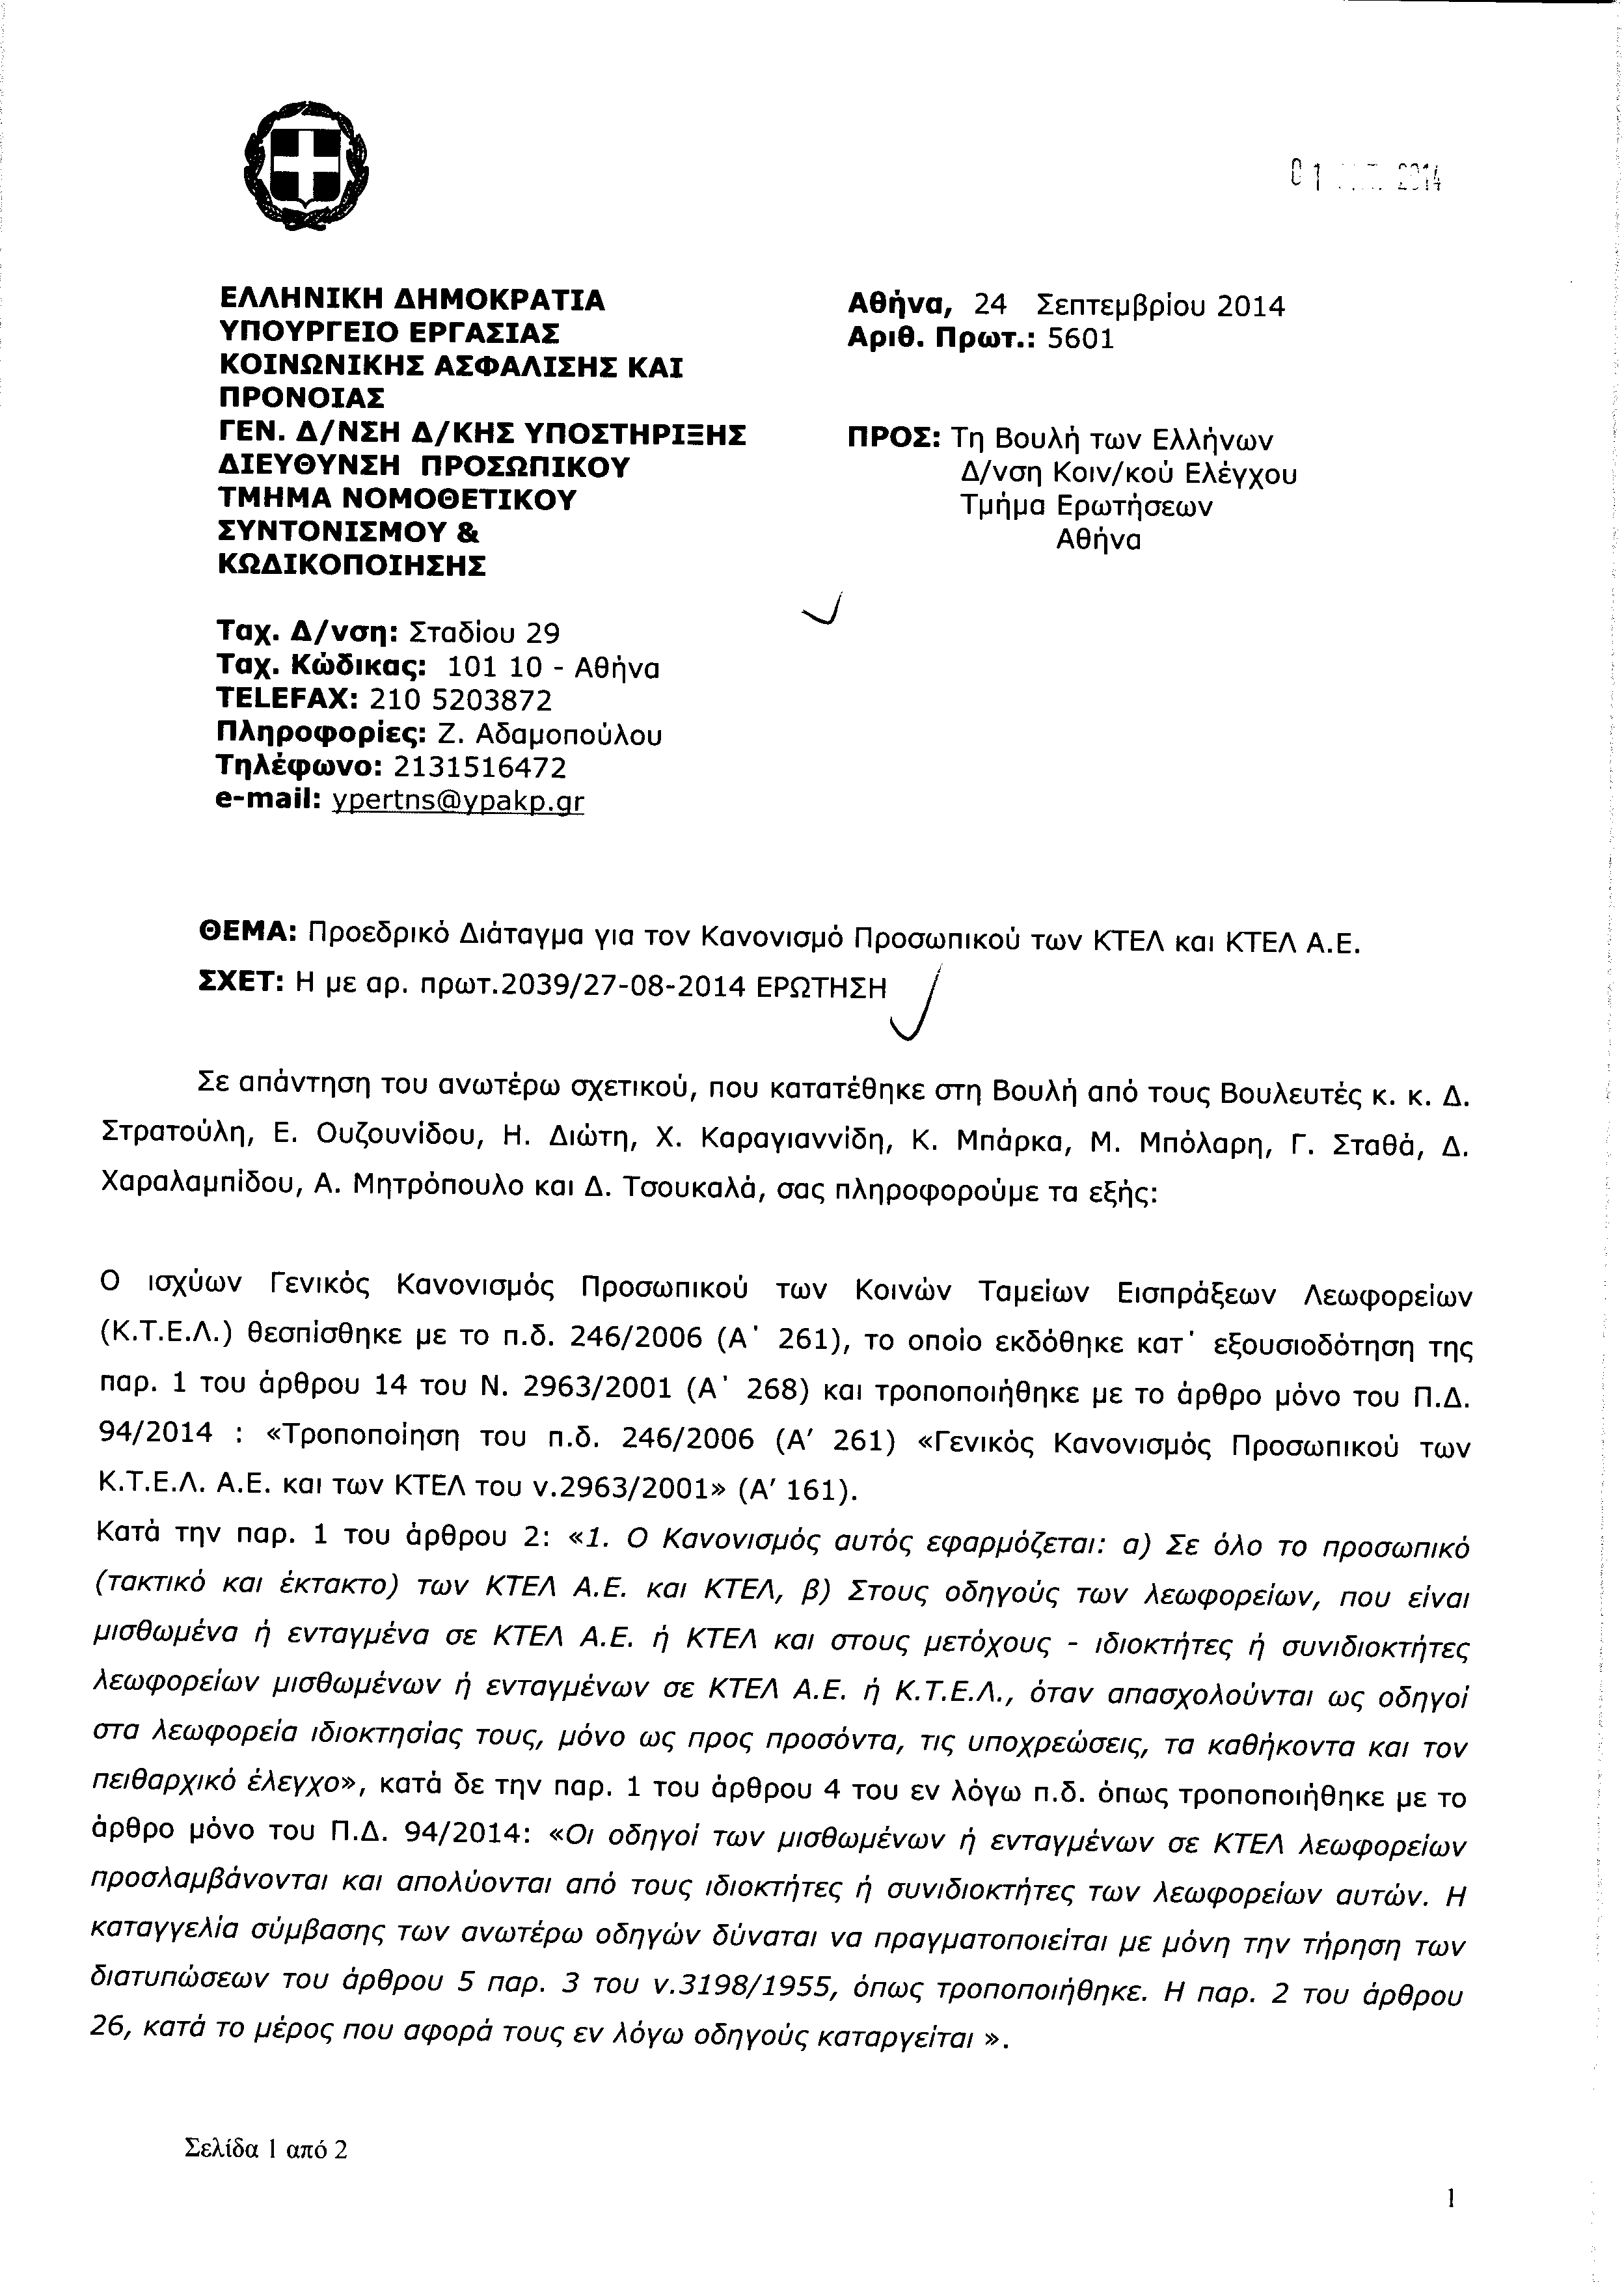 01 2014
ΕΛΛΗΝΙΚΗ ΔΗΜΟΚΡΑΤΙΑ
ΥΠΟΥΡΓΕΙΟ ΕΡΓΑΣΙΑΣ
ΚΟΙΝΩΝΙΚΗΣ ΑΣΦΑΛΙΣΗΣ ΚΑΙ
ΠΡΟΝΟΙΑΣ
ΓΕΝ. Δ/ΝΣΗ Δ/ΚΗΣ ΥΠΟΣΤΗΡΙΞΗΣ
ΔΙΕΥΘΥΝΣΗ ΠΡΟΣΩΠΙΚΟΥ
ΤΜΗΜΑ ΝΟΜΟΘΕΤΙΚΟΥ
ΣΥΝΤΟΝΙΣΜΟΥ &
ΚΩΔΙΚΟΠΟΙΗΣΗΣ
Ταχ. Δ/νση: Σταδίου 29
Ταχ. Κώδικας: 101 10 - Αθήνα
TELEFAX: 210 5203872
Πληροφορίες: Ζ. Αδαμοπούλου
Τηλέφωνο: 2131516472
e-mail: ypertns@ypakp.gr
Αθήνα, 24 Σεπτεμβρίου 2014
Αριθ. Πρωτ.: 5601
ΠΡΟΣ: Τη Βουλή των Ελλήνων
Δ/νση Κοιν/κού Ελέγχου
Τμήμα Ερωτήσεων
Αθήνα
ΘΕΜΑ: Προεδρικό Διάταγμα για τον Κανονισμό Προσωπικού των ΚΤΕΛ και ΚΤΕΛ Α.Ε.
ΣΧΕΤ: Η με αρ. πρωτ.2039/27-08-2014 ΕΡΩΤΗΣΗ
Σε απάντηση του ανωτέρω σχετικού, που κατατέθηκε στη Βουλή από τους Βουλευτές κ. κ. Δ.
Στρατούλη, Ε. Ουζουνίδου, Η. Διώτη, Χ. Καραγιαννίδη, Κ. Μπάρκα, Μ. Μπόλαρη, Γ. Σταθά, Δ.
Χαραλαμπίδου, Α. Μητρόπουλο και Δ. Τσουκαλά, σας πληροφορούμε τα εξής:
Ο ισχύων Γενικός Κανονισμός Προσωπικού των Κοινών Ταμείων Εισπράξεων Λεωφορείων
(Κ.Τ.Ε.Λ.) θεσπίσθηκε με το π.δ. 246/2006 (Α' 261), το οποίο εκδόθηκε κατ' εξουσιοδότηση της
παρ. 1 του άρθρου 14 του Ν. 2963/2001 (Α' 268) και τροποποιήθηκε με το άρθρο μόνο του Π.Δ.
94/2014 : «Τροποποίηση του π.δ. 246/2006 (Α' 261) «Γενικός Κανονισμός Προσωπικού των
Κ.Τ.Ε.Λ. Α.Ε. και των ΚΤΕΛ του ν.2963/2001» (Α' 161).
Κατά την παρ. 1 του άρθρου 2: «1. Ο Κανονισμός αυτός εφαρμόζεται: α) Σε όλο το προσωπικό
(τακτικό και έκτακτο) των ΚΤΕΛ Α.Ε. και ΚΤΕΛ, β) Στους οδηγούς των λεωφορείων, που είναι
μισθωμένα ή ενταγμένα σε ΚΤΕΛ Α.Ε. ή ΚΤΕΛ και στους μετόχους - ιδιοκτήτες ή συνιδιοκτήτες
λεωφορείων μισθωμένων ή ενταγμένων σε ΚΤΕΛ Α.Ε. ή Κ.Τ.Ε.Λ., όταν απασχολούνται ως οδηγοί
στα λεωφορεία ιδιοκτησίας τους, μόνο ως προς προσόντα, τις υποχρεώσεις, τα καθήκοντα και τον
πειθαρχικό έλεγχο», κατά δε την παρ. 1 του άρθρου 4 του εν λόγω π.δ. όπως τροποποιήθηκε με το
άρθρο μόνο του Π.Δ. 94/2014: «Οι οδηγοί των μισθωμένων ή ενταγμένων σε ΚΤΕΛ λεωφορείων
προσλαμβάνονται και απολύονται από τους ιδιοκτήτες ή συνιδιοκτήτες των λεωφορείων αυτών. Η
καταγγελία σύμβασης των ανωτέρω οδηγών δύναται να πραγματοποιείται με μόνη την τήρηση των
διατυπώσεων του άρθρου 5 παρ. 3 του ν.3198/1955, όπως τροποποιήθηκε. Η παρ. 2 του άρθρου
26, κατά το μέρος που αφορά τους εν λόγω οδηγούς καταργείται ».
Σελίδα 1 από 2
1